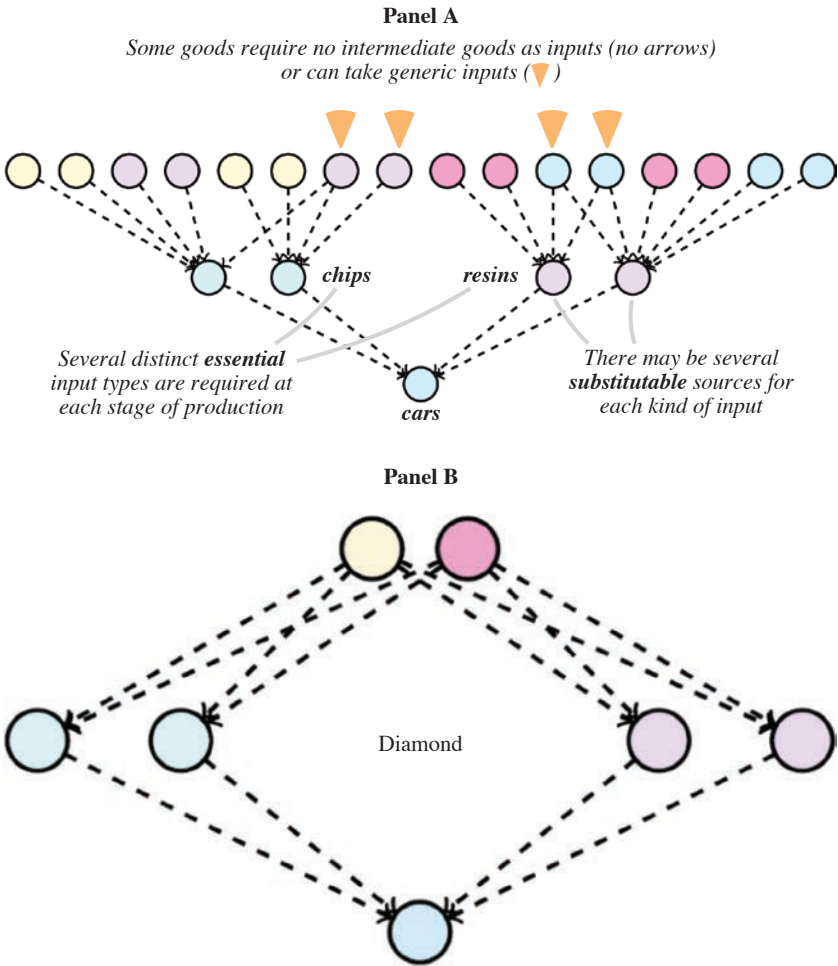 Panel A
Some goods require no intermediate goods as inputs (no arrows)
or can take generic inputs ( )
chips
resins
Several distinct essential
input types are required at
each stage of production
There may be several
substitutable sources for
each kind of input
cars
Panel B
Diamond